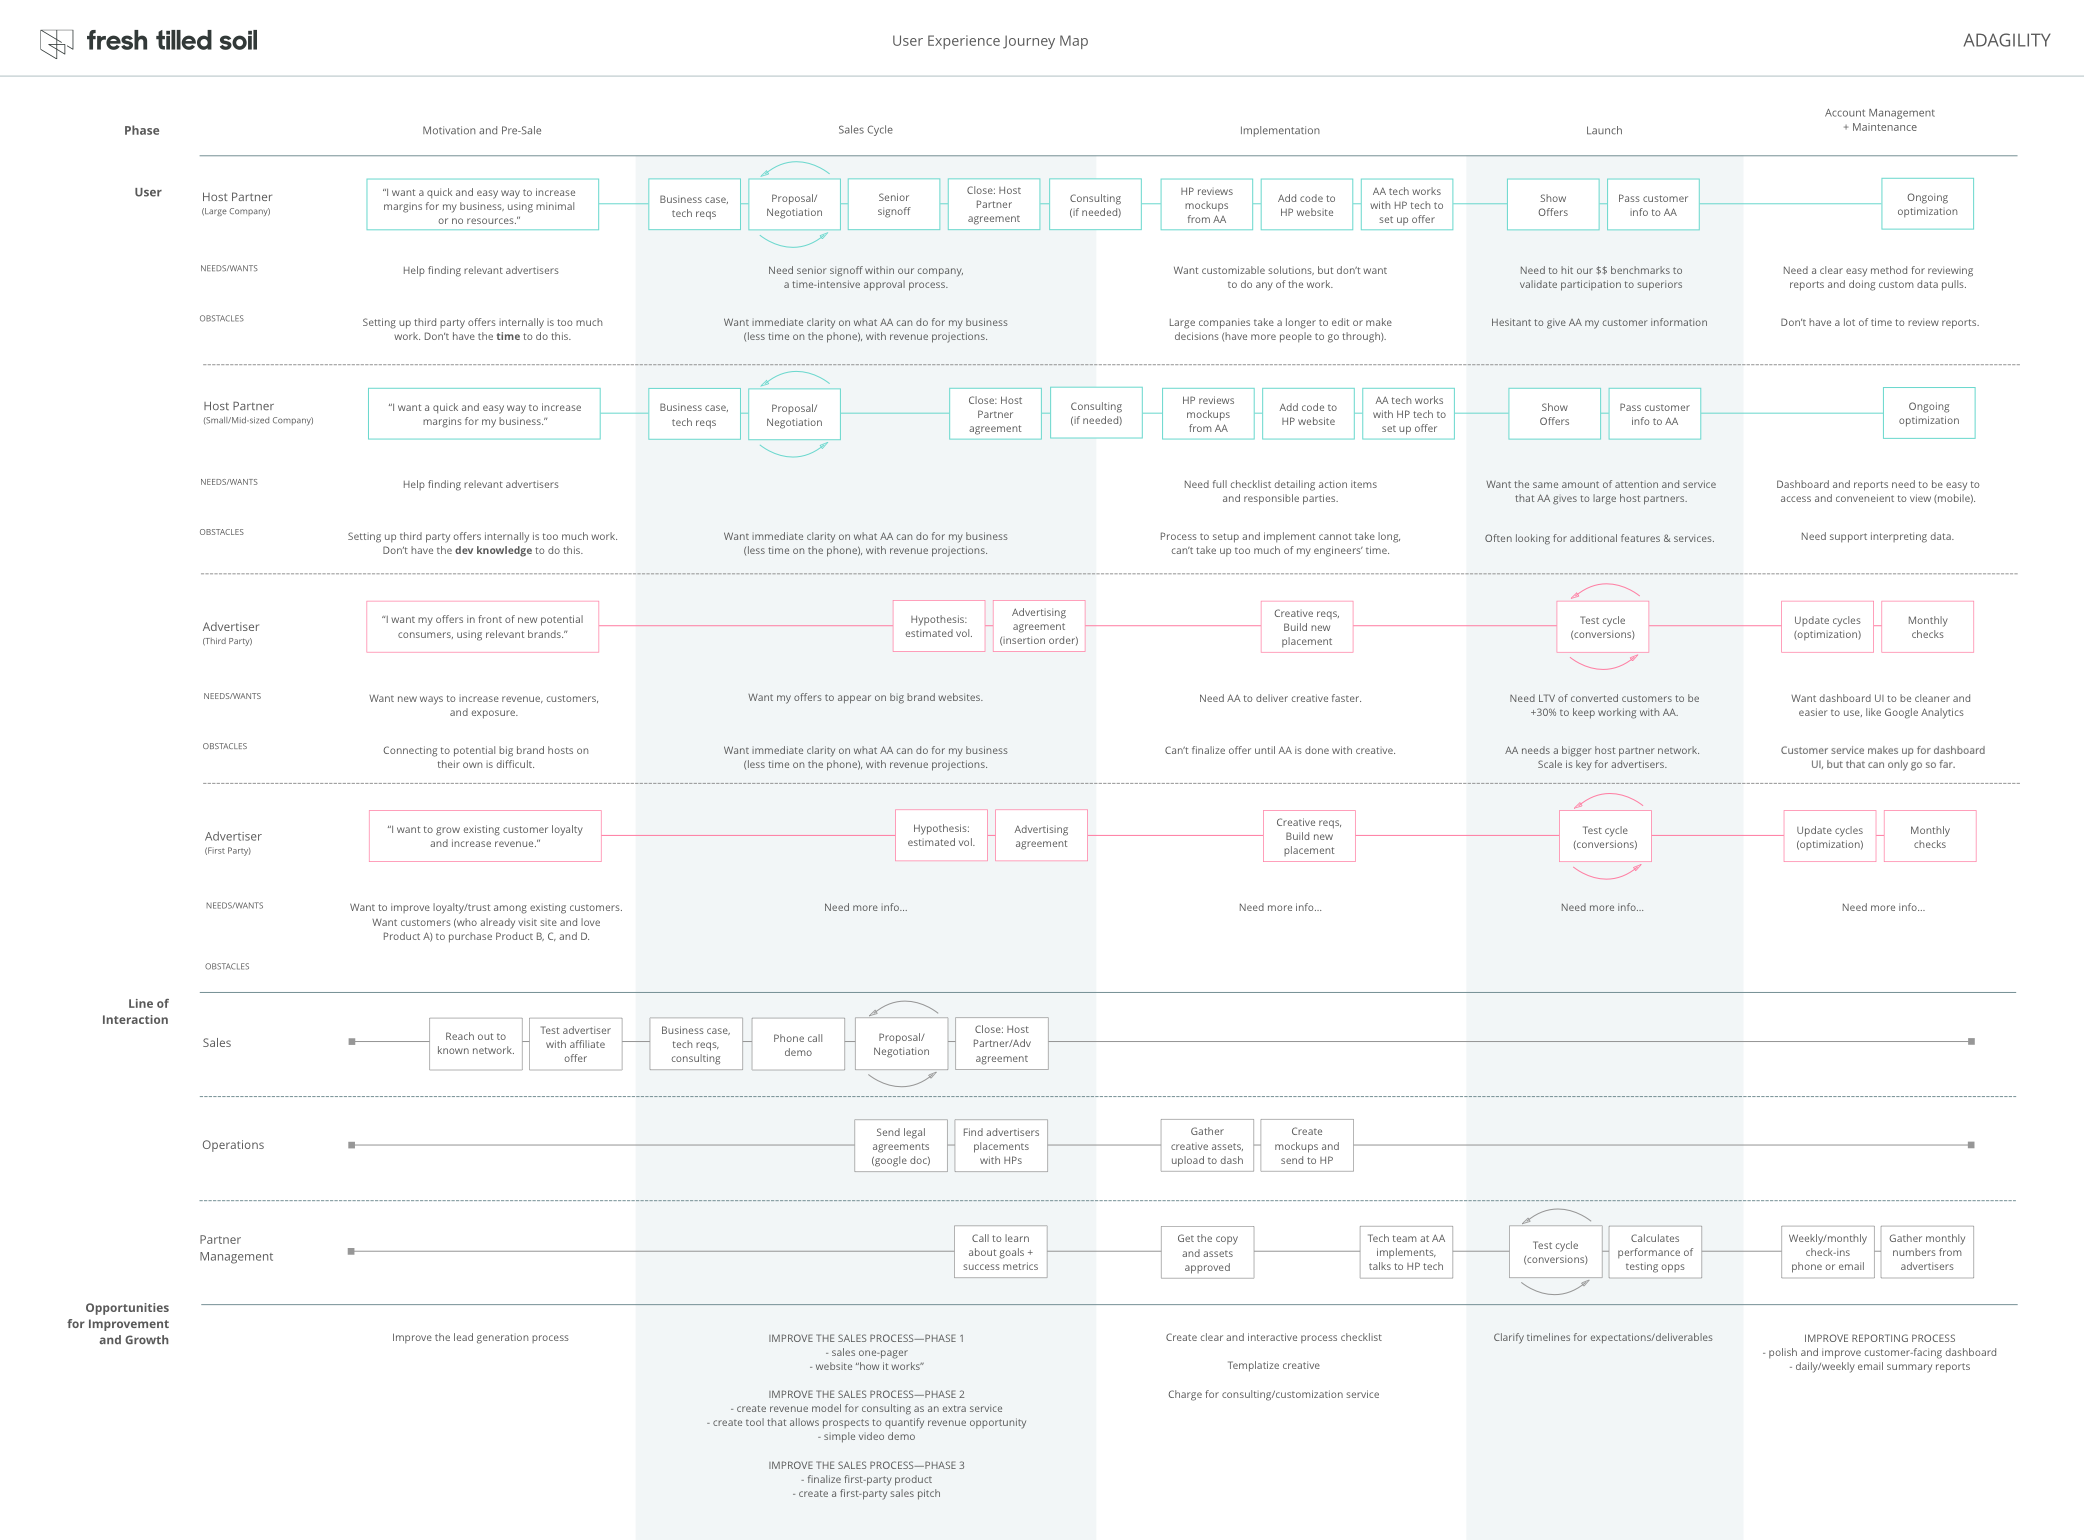 fresh tilled soil
User Experience Journey Map
ADAGILITY
Phase
Motivation and Pre-Sale
Sales Cycle
Implementation
Launch
Account Management
+ Maintenance
User
Host Partner
(Large Company)
“I want a quick and easy way to increase
margins for my business, using minimal
or no resources.”
Business case,
tech reqs
Proposal/
Negotiation
Senior
signoff
Close: Host
Partner
agreement
Consulting
(if needed)
HP reviews
mockups
from AA
Add code to
HP website
AA tech works
with HP tech to
set up offer
Show
Offers
Pass customer
info to AA
Ongoing
optimization
NEEDS/WANTS
Help finding relevant advertisers
Need senior signoff within our company,
a time-intensive approval process.
Want customizable solutions, but don’t want
to do any of the work.
Need to hit our $$ benchmarks to
validate participation to superiors
Need a clear easy method for reviewing
reports and doing custom data pulls.
OBSTACLES
Setting up third party offers internally is too much
work. Don’t have the time to do this.
Want immediate clarity on what AA can do for my business
(less time on the phone), with revenue projections.
Large companies take a longer to edit or make
decisions (have more people to go through).
Hesitant to give AA my customer information
Don’t have a lot of time to review reports.
Host Partner
(Small/Mid-sized Company)
“I want a quick and easy way to increase
margins for my business.”
Business case,
tech reqs
Proposal/
Negotiation
Close: Host
Partner
agreement
Consulting
(if needed)
HP reviews
mockups
from AA
Add code to
HP website
AA tech works
with HP tech to
set up offer
Show
Offers
Pass customer
info to AA
Ongoing
optimization
NEEDS/WANTS
Help finding relevant advertisers
Need full checklist detailing action items
and responsible parties.
Want the same amount of attention and service
that AA gives to large host partners.
Dashboard and reports need to be easy to
access and conveneient to view (mobile).
OBSTACLES
Setting up third party offers internally is too much work.
Don’t have the dev knowledge to do this.
Want immediate clarity on what AA can do for my business
(less time on the phone), with revenue projections.
Process to setup and implement cannot take long,
can’t take up too much of my engineers’ time.
Often looking for additional features & services.
Need support interpreting data.
Advertiser
(Third Party)
“I want my offers in front of new potential
consumers, using relevant brands.”
Hypothesis:
estimated vol.
Advertising
agreement
(insertion order)
Creative reqs,
Build new
placement
Test cycle
(conversions)
Update cycles
(optimization)
Monthly
checks
NEEDS/WANTS
Want new ways to increase revenue, customers,
and exposure.
Want my offers to appear on big brand websites.
Need AA to deliver creative faster.
Need LTV of converted customers to be
+30% to keep working with AA.
Want dashboard UI to be cleaner and
easier to use, like Google Analytics
OBSTACLES
Connecting to potential big brand hosts on
their own is difficult.
Want immediate clarity on what AA can do for my business
(less time on the phone), with revenue projections.
Can’t finalize offer until AA is done with creative.
AA needs a bigger host partner network.
Scale is key for advertisers.
Customer service makes up for dashboard
UI, but that can only go so far.
Advertiser
(First Party)
“I want to grow existing customer loyalty
and increase revenue.”
Hypothesis:
estimated vol.
Advertising
agreement
Creative reqs,
Build new
placement
Test cycle
(conversions)
Update cycles
(optimization)
Monthly
checks
NEEDS/WANTS
Want to improve loyalty/trust among existing customers.
Want customers (who already visit site and love
Product A) to purchase Product B, C, and D.
Need more info...
Need more info...
Need more info...
Need more info...
OBSTACLES
Line of
Interaction
Sales
Reach out to
known network.
Test advertiser
with affiliate
offer
Business case,
tech reqs,
consulting
Phone call
demo
Proposal/
Negotiation
Close: Host
Partner/Adv
agreement
Operations
Send legal
agreements
(google doc)
Find advertisers
placements
with HPs
Gather
creative assets,
upload to dash
Create
mockups and
send to HP
Partner
Management
Call to learn
about goals +
success metrics
Get the copy
and assets
approved
Tech team at AA
implements,
talks to HP tech
Test cycle
(conversions)
Calculates
performance of
testing opps
Weekly/monthly
check-ins
phone or email
Gather monthly
numbers from
advertisers
Opportunities
for Improvement
and Growth
Improve the lead generation process
IMPROVE THE SALES PROCESS—PHASE 1
- sales one-pager
- website “how it works”
IMPROVE THE SALES PROCESS—PHASE 2
- create revenue model for consulting as an extra service
- create tool that allows prospects to quantify revenue opportunity
- simple video demo
IMPROVE THE SALES PROCESS—PHASE 3
- finalize first-party product
- create a first-party sales pitch
Create clear and interactive process checklist
Templatize creative
Charge for consulting/customization service
Clarify timelines for expectations/deliverables
IMPROVE REPORTING PROCESS
- polish and improve customer-facing dashboard
- daily/weekly email summary reports